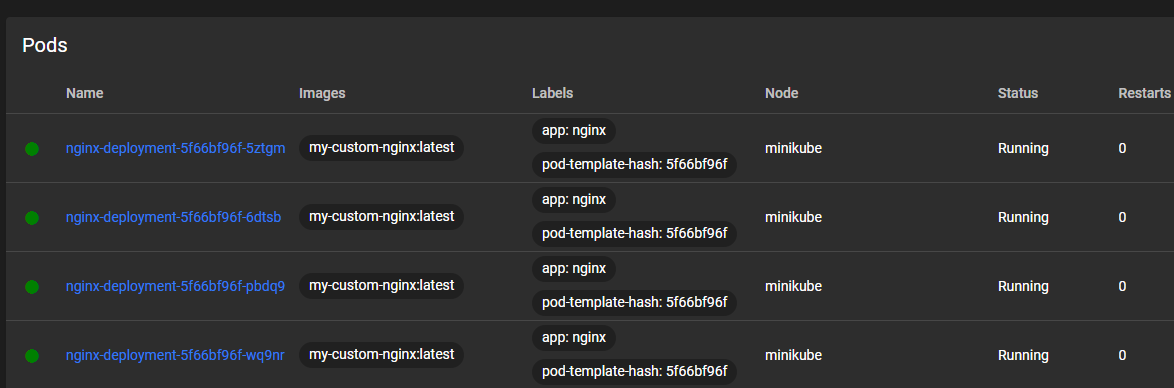 Pods
Name Images Labels Node Status Restarts
app: nginx
nginx-deployment-5f66bf96f-5ztgm my-custom-nginx:latest minikube Running 0
pod-template-hash: 5f66bf96f
app: nginx
nginx-deployment-5f66bf96f-6dtsb my-custom-nginx:latest minikube Running 0
pod-template-hash: 5f66bf96f
app: nginx
nginx-deployment-5f66bf96f-pbdq9 my-custom-nginx:latest minikube Running 0
pod-template-hash: 5f66bf96f
app: nginx
nginx-deployment-5f66bf96f-wq9nr my-custom-nginx:latest minikube Running 0
pod-template-hash: 5f66bf96f